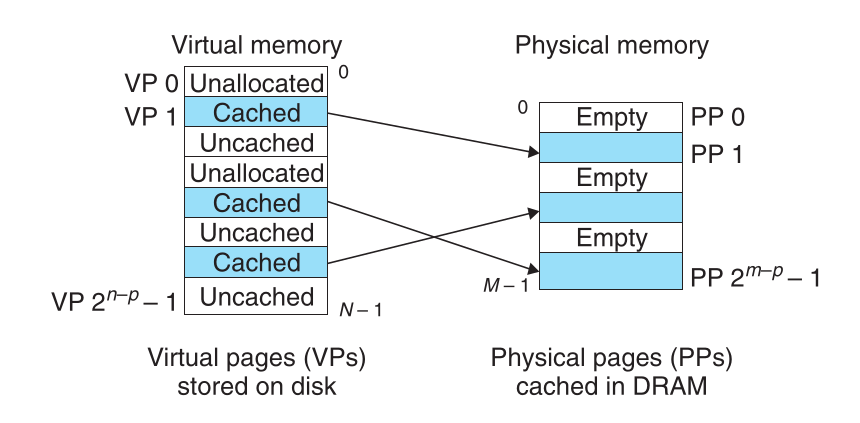 Virtual memory
Physical memory
VP 0
Unallocated
0
VP 1
Cached
Uncached
Unallocated
Cached
Uncached
Cached
VP 2ⁿ⁻ᵖ – 1
Uncached
N – 1
0
Empty
PP 0
PP 1
Empty
Empty
M – 1
PP 2ᵐ⁻ᵖ – 1
Virtual pages (VPs)
stored on disk
Physical pages (PPs)
cached in DRAM